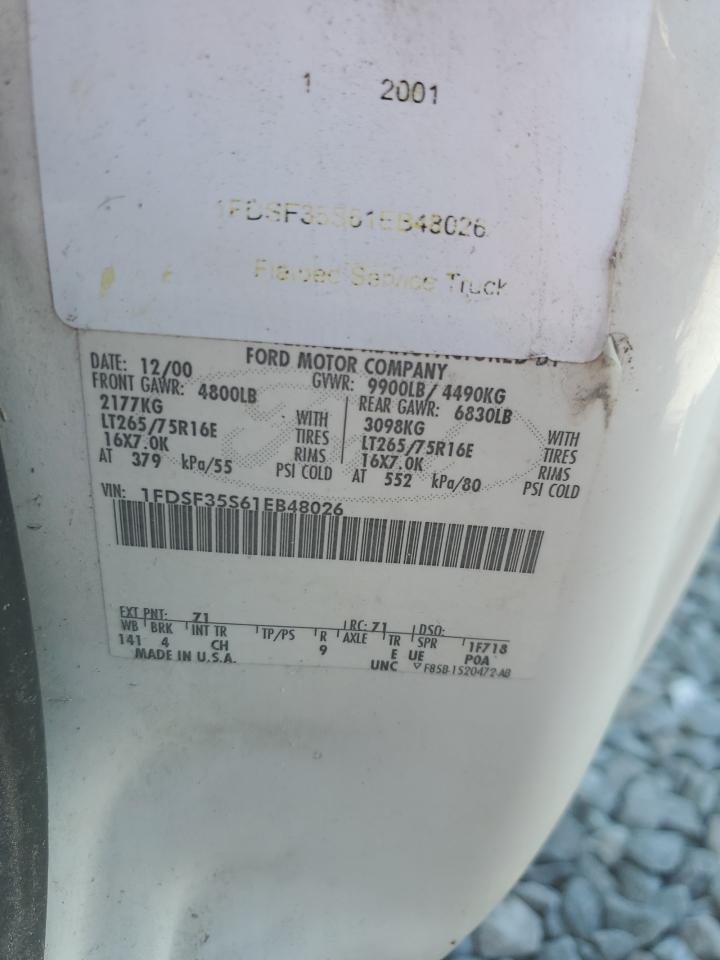 1 2001
1FDSF35S61EB48026
Flatbed Service Truck
FORD MOTOR COMPANY
DATE: 12/00 GVWR: 9900LB/ 4490KG
FRONT GAWR: 4800LB REAR GAWR: 6830LB
2177KG WITH 3098KG WITH
LT265/75R16E TIRES LT265/75R16E TIRES
16X7.0K RIMS 16X7.0K RIMS
AT 379 kPa/55 PSI COLD AT 552 kPa/80 PSI COLD
VIN: 1FDSF35S61EB48026
EXT PNT: Z1 RC: 71 DSO:
WB BRK INT TR TP/PS R AXLE TR SPR 1F718
141 4 CH 9 E UE POA
MADE IN U.S.A. UNC F85B-1520472-AB